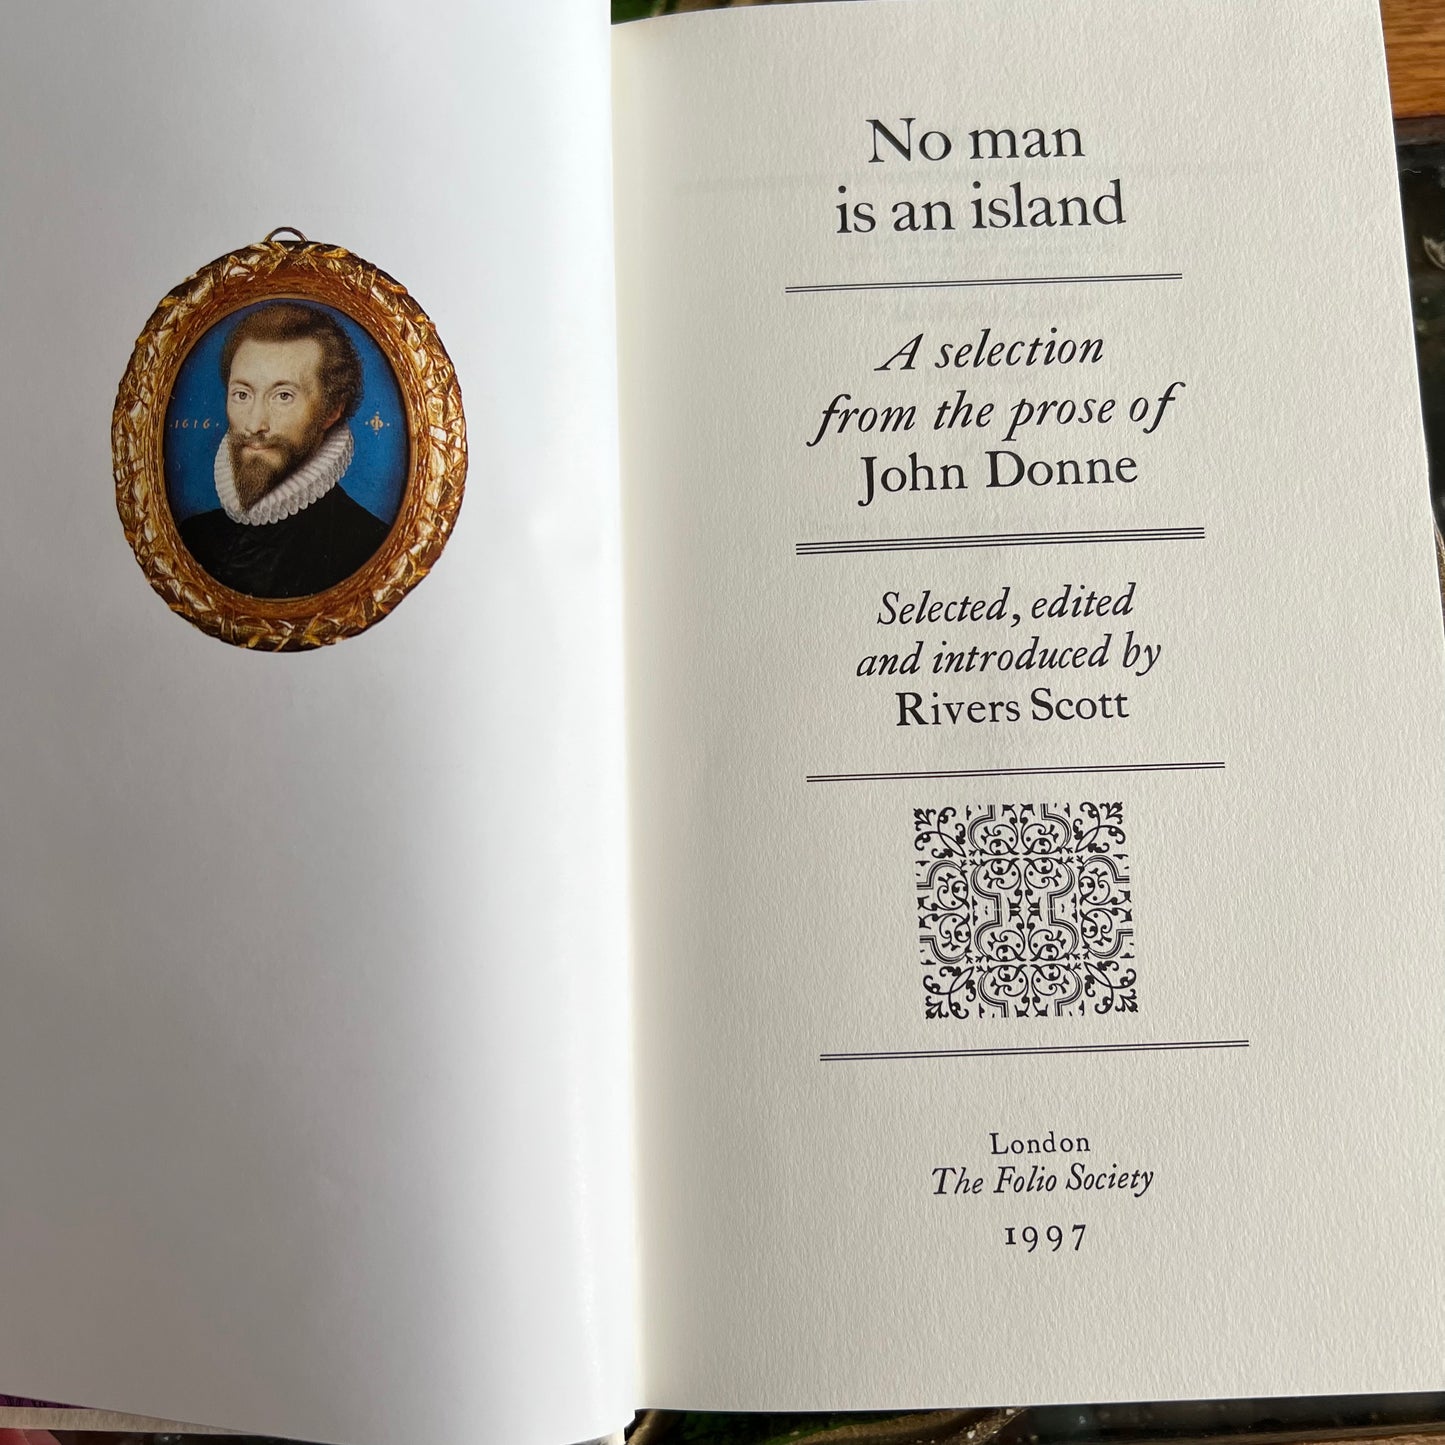 ·1616·
No man
is an island
A selection
from the prose of
John Donne
Selected, edited
and introduced by
Rivers Scott
London
The Folio Society
1997